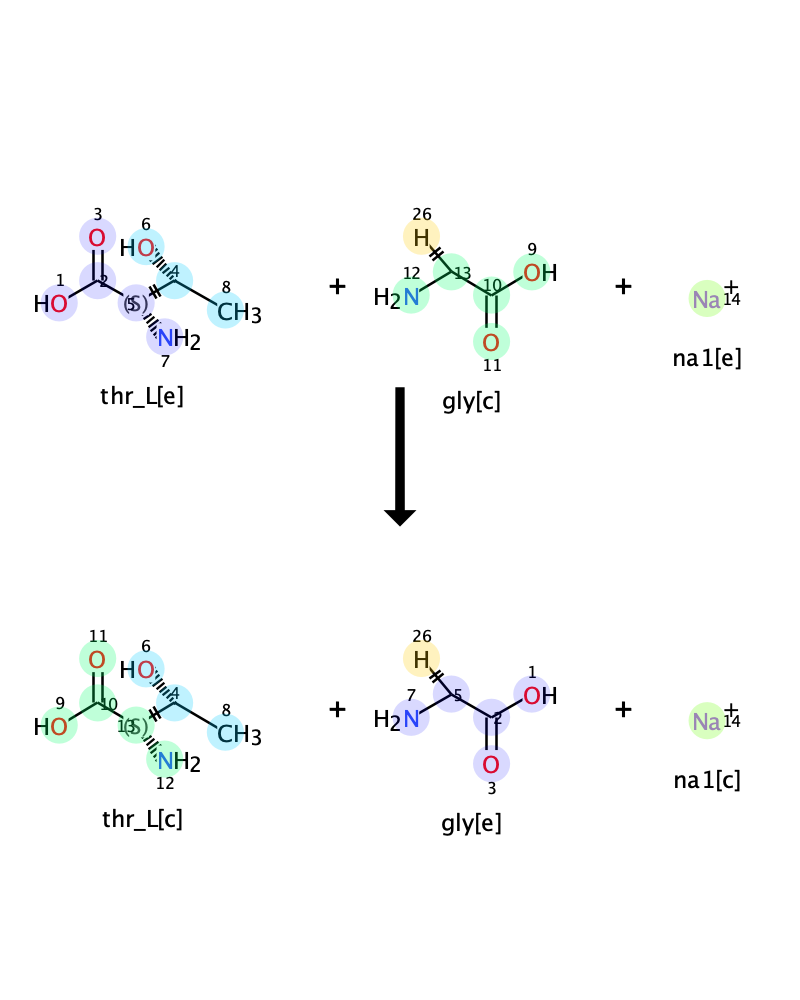 3 6 26 9
O HO H
1 2 4 8 12 13 10 OH
HO 5 (S) CH3 + H2N + Na+ 14
NH2 O
7 11
thr_L[e] gly[c] na1[e]
11 6 26 1
O HO H
9 10 4 8 7 5 2 OH
HO 13 (S) CH3 + H2N + Na+ 14
NH2 O
12 3
thr_L[c] gly[e] na1[c]